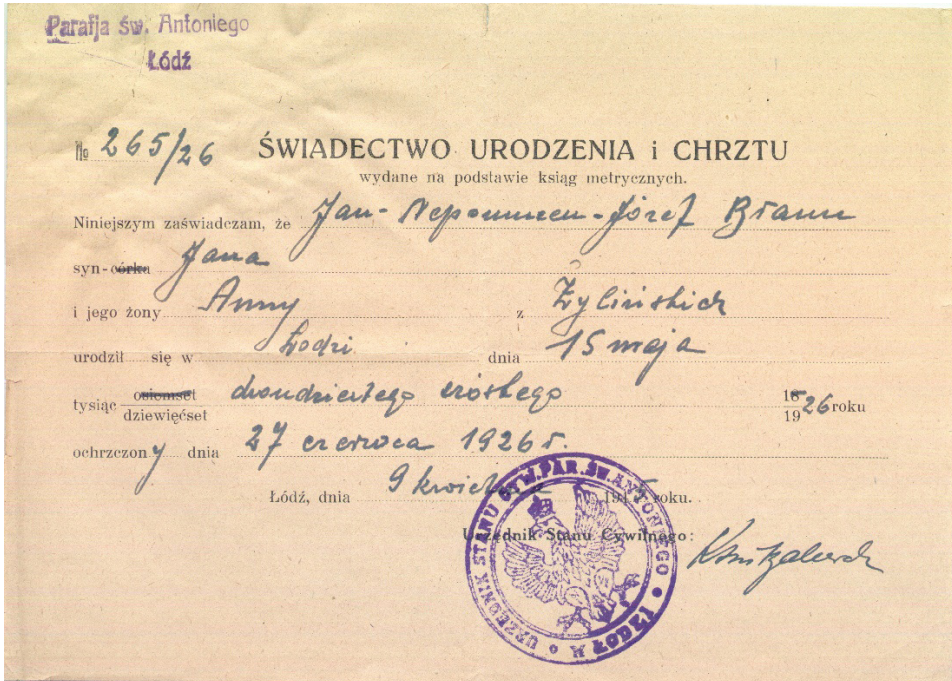 Parafja św. Antoniego
Łódź
№ 265/26 ŚWIADECTWO URODZENIA i CHRZTU
wydane na podstawie ksiąg metrycznych.
Niniejszym zaświadczam, że Jan-Nepomucen-Józef Braun
syn-córka Jana
i jego żony Anny z Żylińskich
urodził się w Łodzi dnia 15 maja
tysiąc osiemset dziewięćset dwudziestego szóstego 18 19 26 roku
ochrzczony dnia 27 czerwca 1926 r.
Łódź, dnia 9 kwietnia 194 roku.
Urzędnik Stanu Cywilnego:
URZĘDNIK STANU CYW. PAR. ŚW. ANTONIEGO W ŁODZI